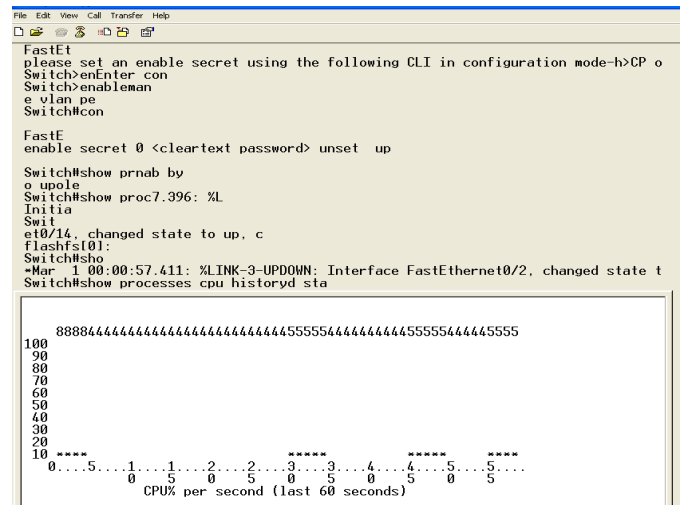 File Edit View Call Transfer Help
FastEt
please set an enable secret using the following CLI in configuration mode-h>CP o
Switch>enEnter con
Switch>enableman
e vlan pe
Switch#con
FastE
enable secret 0 <cleartext password> unset  up
Switch#show prnab by
o upole
Switch#show proc7.396: %L
Initia
Swit
et0/14, changed state to up, c
flashfs[0]:
Switch#sho
*Mar  1 00:00:57.411: %LINK-3-UPDOWN: Interface FastEthernet0/2, changed state t
Switch#show processes cpu historyd sta
8888444444444444444444444444455555444444444455555444445555
100
90
80
70
60
50
40
30
20
10 ****                         *****          *****     ****
0....5....1....1....2....2....3....3....4....4....5....5....
0    5    0    5    0    5    0    5    0    5
CPU% per second (last 60 seconds)